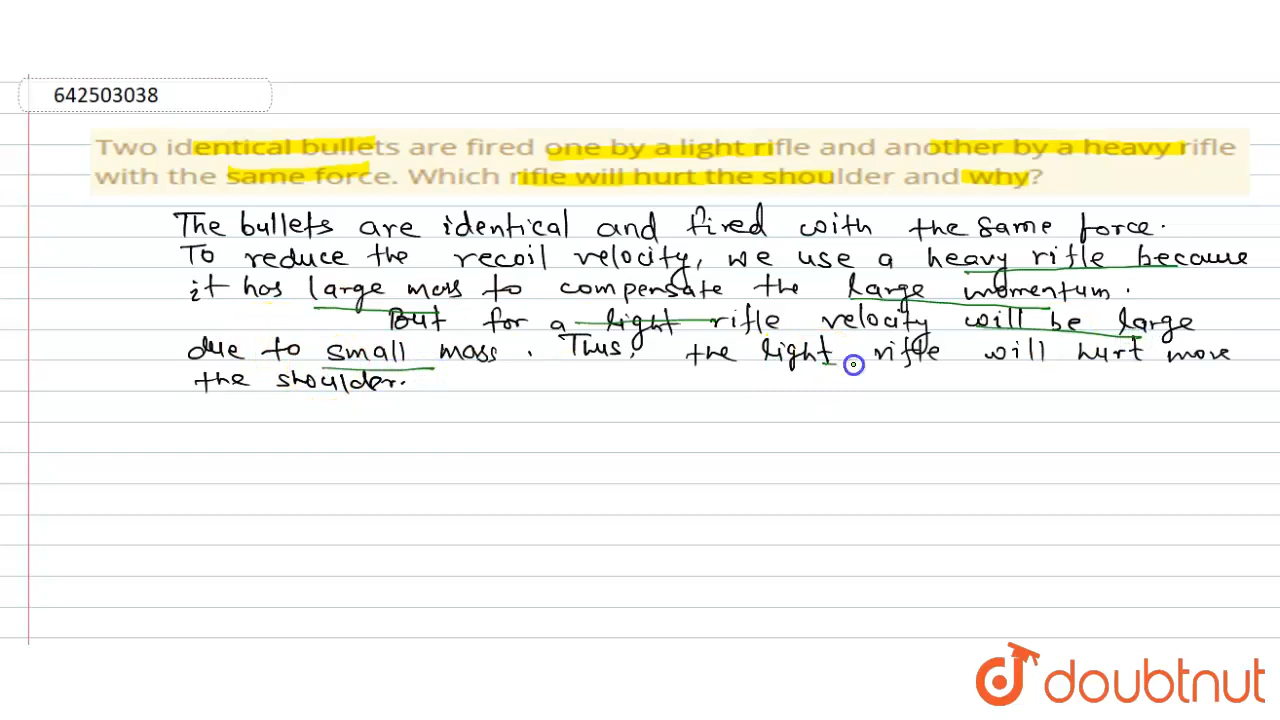 642503038
Two identical bullets are fired one by a light rifle and another by a heavy rifle
with the same force. Which rifle will hurt the shoulder and why?
The bullets are identical and fired with the same force.
To reduce the recoil velocity, we use a heavy rifle because
it has large mass to compensate the large momentum.
But for a light rifle velocity will be large
due to small mass. Thus, the light rifle will hurt more
the shoulder.
doubtnut